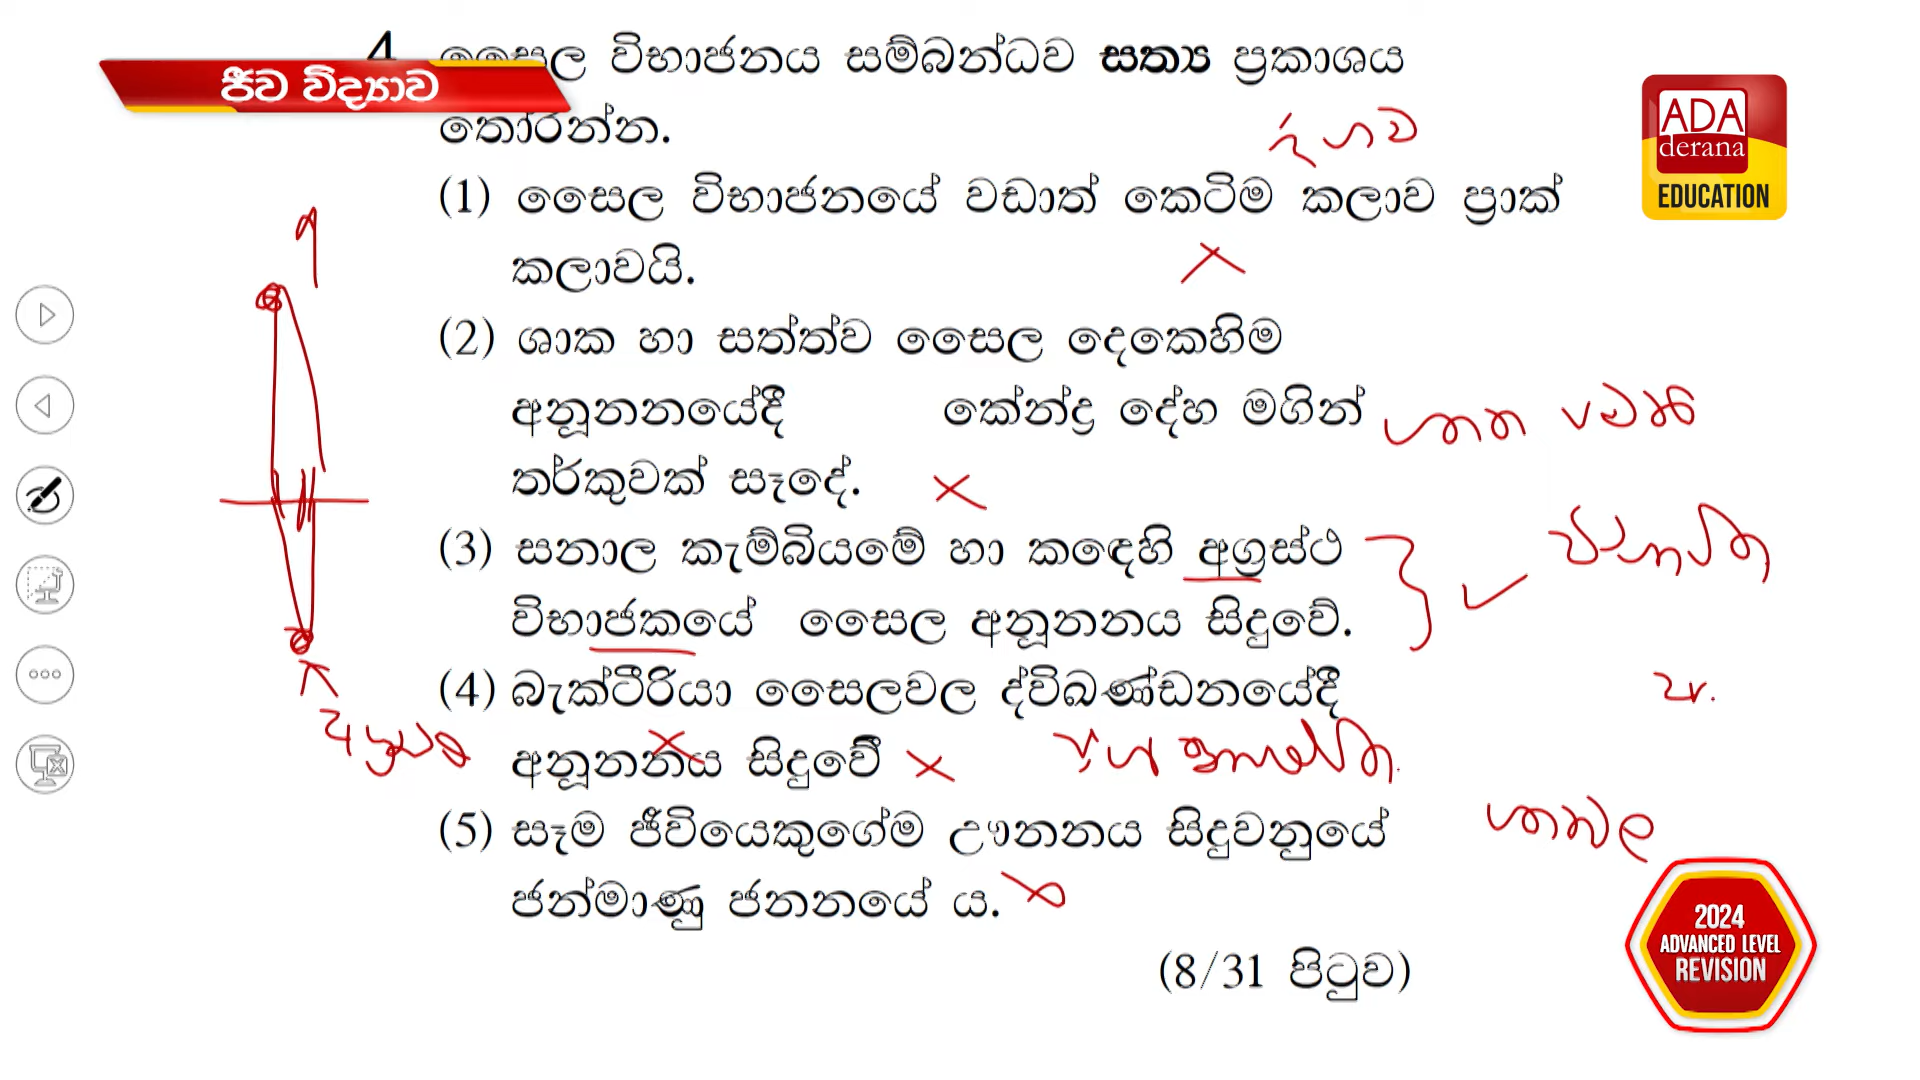 4. සෛල විභාජනය සම්බන්ධව සත්‍ය ප්‍රකාශය
ජීව විද්‍යාව
තෝරන්න.
ADA
derana
EDUCATION
(1) සෛල විභාජනයේ වඩාත් කෙටිම කලාව ප්‍රාක්
කලාවයි.
(2) ශාක හා සත්ත්ව සෛල දෙකෙහිම
අනූනනයේදී කේන්ද්‍ර දේහ මගින්
තර්කුවක් සෑදේ.
(3) සනාල කැම්බියමේ හා කඳෙහි අග්‍රස්ථ
විභාජකයේ සෛල අනූනනය සිදුවේ.
(4) බැක්ටීරියා සෛලවල ද්විඛණ්ඩනයේදී
අනූනනය සිදුවේ
(5) සෑම ජීවියෙකුගේම ඌනනය සිදුවනුයේ
ජන්මාණු ජනනයේ ය.
(8/31 පිටුව)
2024
ADVANCED LEVEL
REVISION